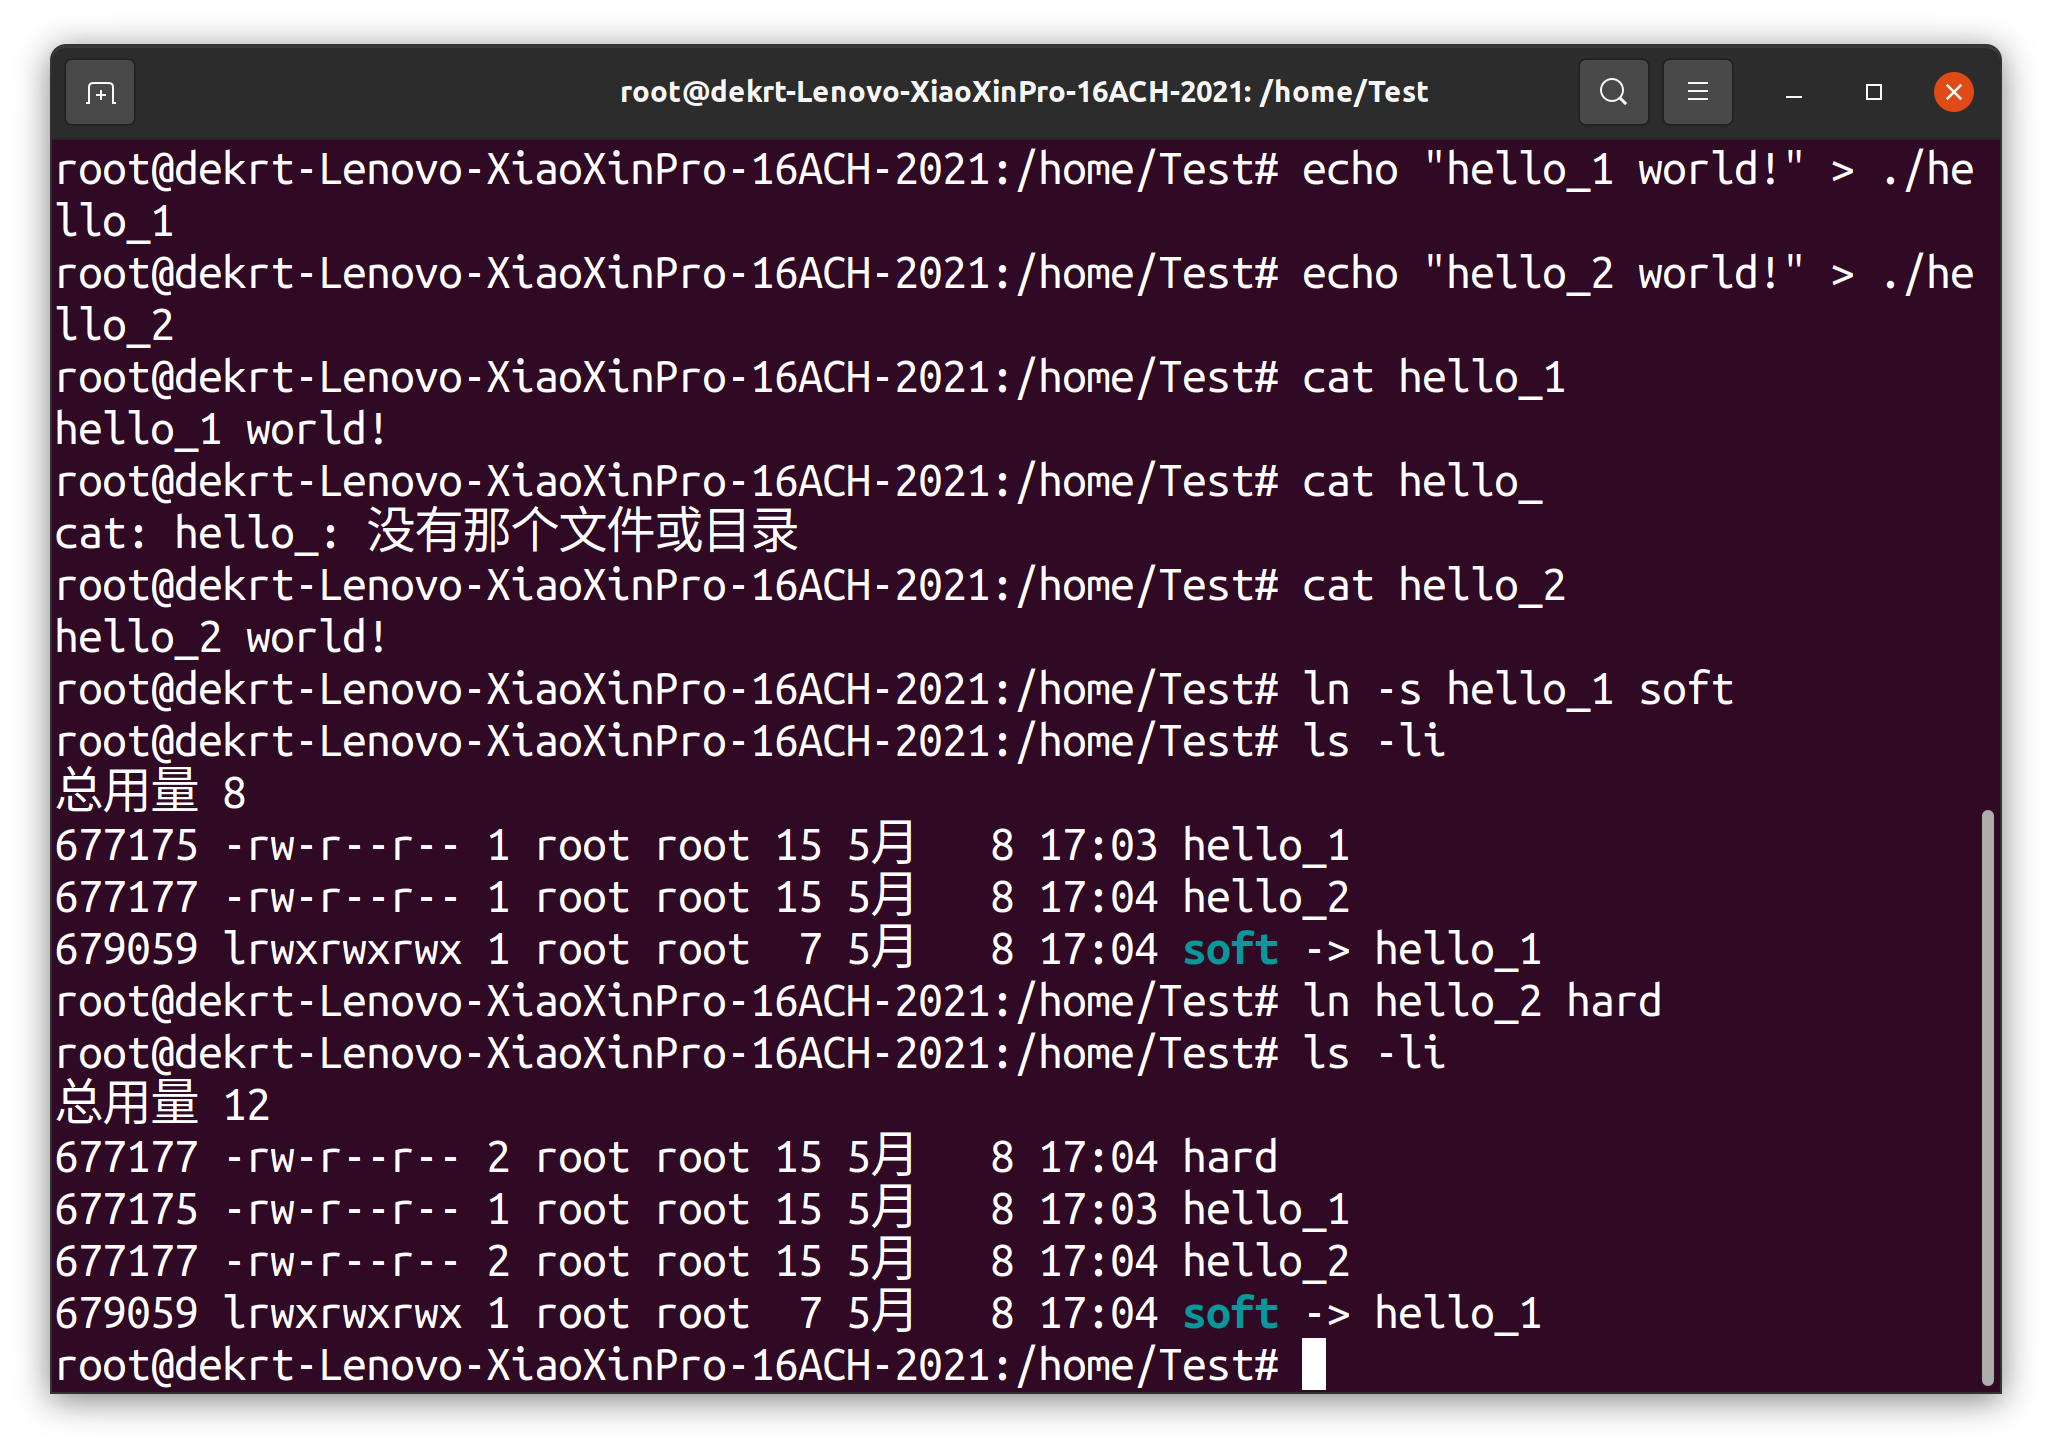 root@dekrt-Lenovo-XiaoXinPro-16ACH-2021: /home/Test
root@dekrt-Lenovo-XiaoXinPro-16ACH-2021:/home/Test# echo "hello_1 world!" > ./he
llo_1
root@dekrt-Lenovo-XiaoXinPro-16ACH-2021:/home/Test# echo "hello_2 world!" > ./he
llo_2
root@dekrt-Lenovo-XiaoXinPro-16ACH-2021:/home/Test# cat hello_1
hello_1 world!
root@dekrt-Lenovo-XiaoXinPro-16ACH-2021:/home/Test# cat hello_
cat: hello_: 没有那个文件或目录
root@dekrt-Lenovo-XiaoXinPro-16ACH-2021:/home/Test# cat hello_2
hello_2 world!
root@dekrt-Lenovo-XiaoXinPro-16ACH-2021:/home/Test# ln -s hello_1 soft
root@dekrt-Lenovo-XiaoXinPro-16ACH-2021:/home/Test# ls -li
总用量 8
677175 -rw-r--r-- 1 root root 15 5月   8 17:03 hello_1
677177 -rw-r--r-- 1 root root 15 5月   8 17:04 hello_2
679059 lrwxrwxrwx 1 root root  7 5月   8 17:04 soft -> hello_1
root@dekrt-Lenovo-XiaoXinPro-16ACH-2021:/home/Test# ln hello_2 hard
root@dekrt-Lenovo-XiaoXinPro-16ACH-2021:/home/Test# ls -li
总用量 12
677177 -rw-r--r-- 2 root root 15 5月   8 17:04 hard
677175 -rw-r--r-- 1 root root 15 5月   8 17:03 hello_1
677177 -rw-r--r-- 2 root root 15 5月   8 17:04 hello_2
679059 lrwxrwxrwx 1 root root  7 5月   8 17:04 soft -> hello_1
root@dekrt-Lenovo-XiaoXinPro-16ACH-2021:/home/Test#